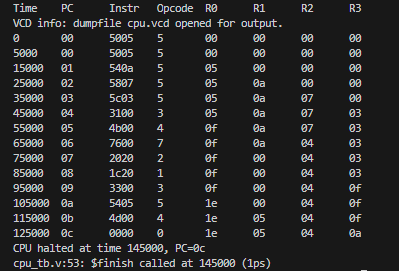 Time PC Instr Opcode R0 R1 R2 R3
VCD info: dumpfile cpu.vcd opened for output.
0 00 5005 5 00 00 00 00
5000 00 5005 5 00 00 00 00
15000 01 540a 5 05 00 00 00
25000 02 5807 5 05 0a 00 00
35000 03 5c03 5 05 0a 07 00
45000 04 3100 3 05 0a 07 03
55000 05 4b00 4 0f 0a 07 03
65000 06 7600 7 0f 0a 04 03
75000 07 2020 2 0f 00 04 03
85000 08 1c20 1 0f 00 04 03
95000 09 3300 3 0f 00 04 0f
105000 0a 5405 5 1e 00 04 0f
115000 0b 4d00 4 1e 05 04 0f
125000 0c 0000 0 1e 05 04 0a
CPU halted at time 145000, PC=0c
cpu_tb.v:53: $finish called at 145000 (1ps)